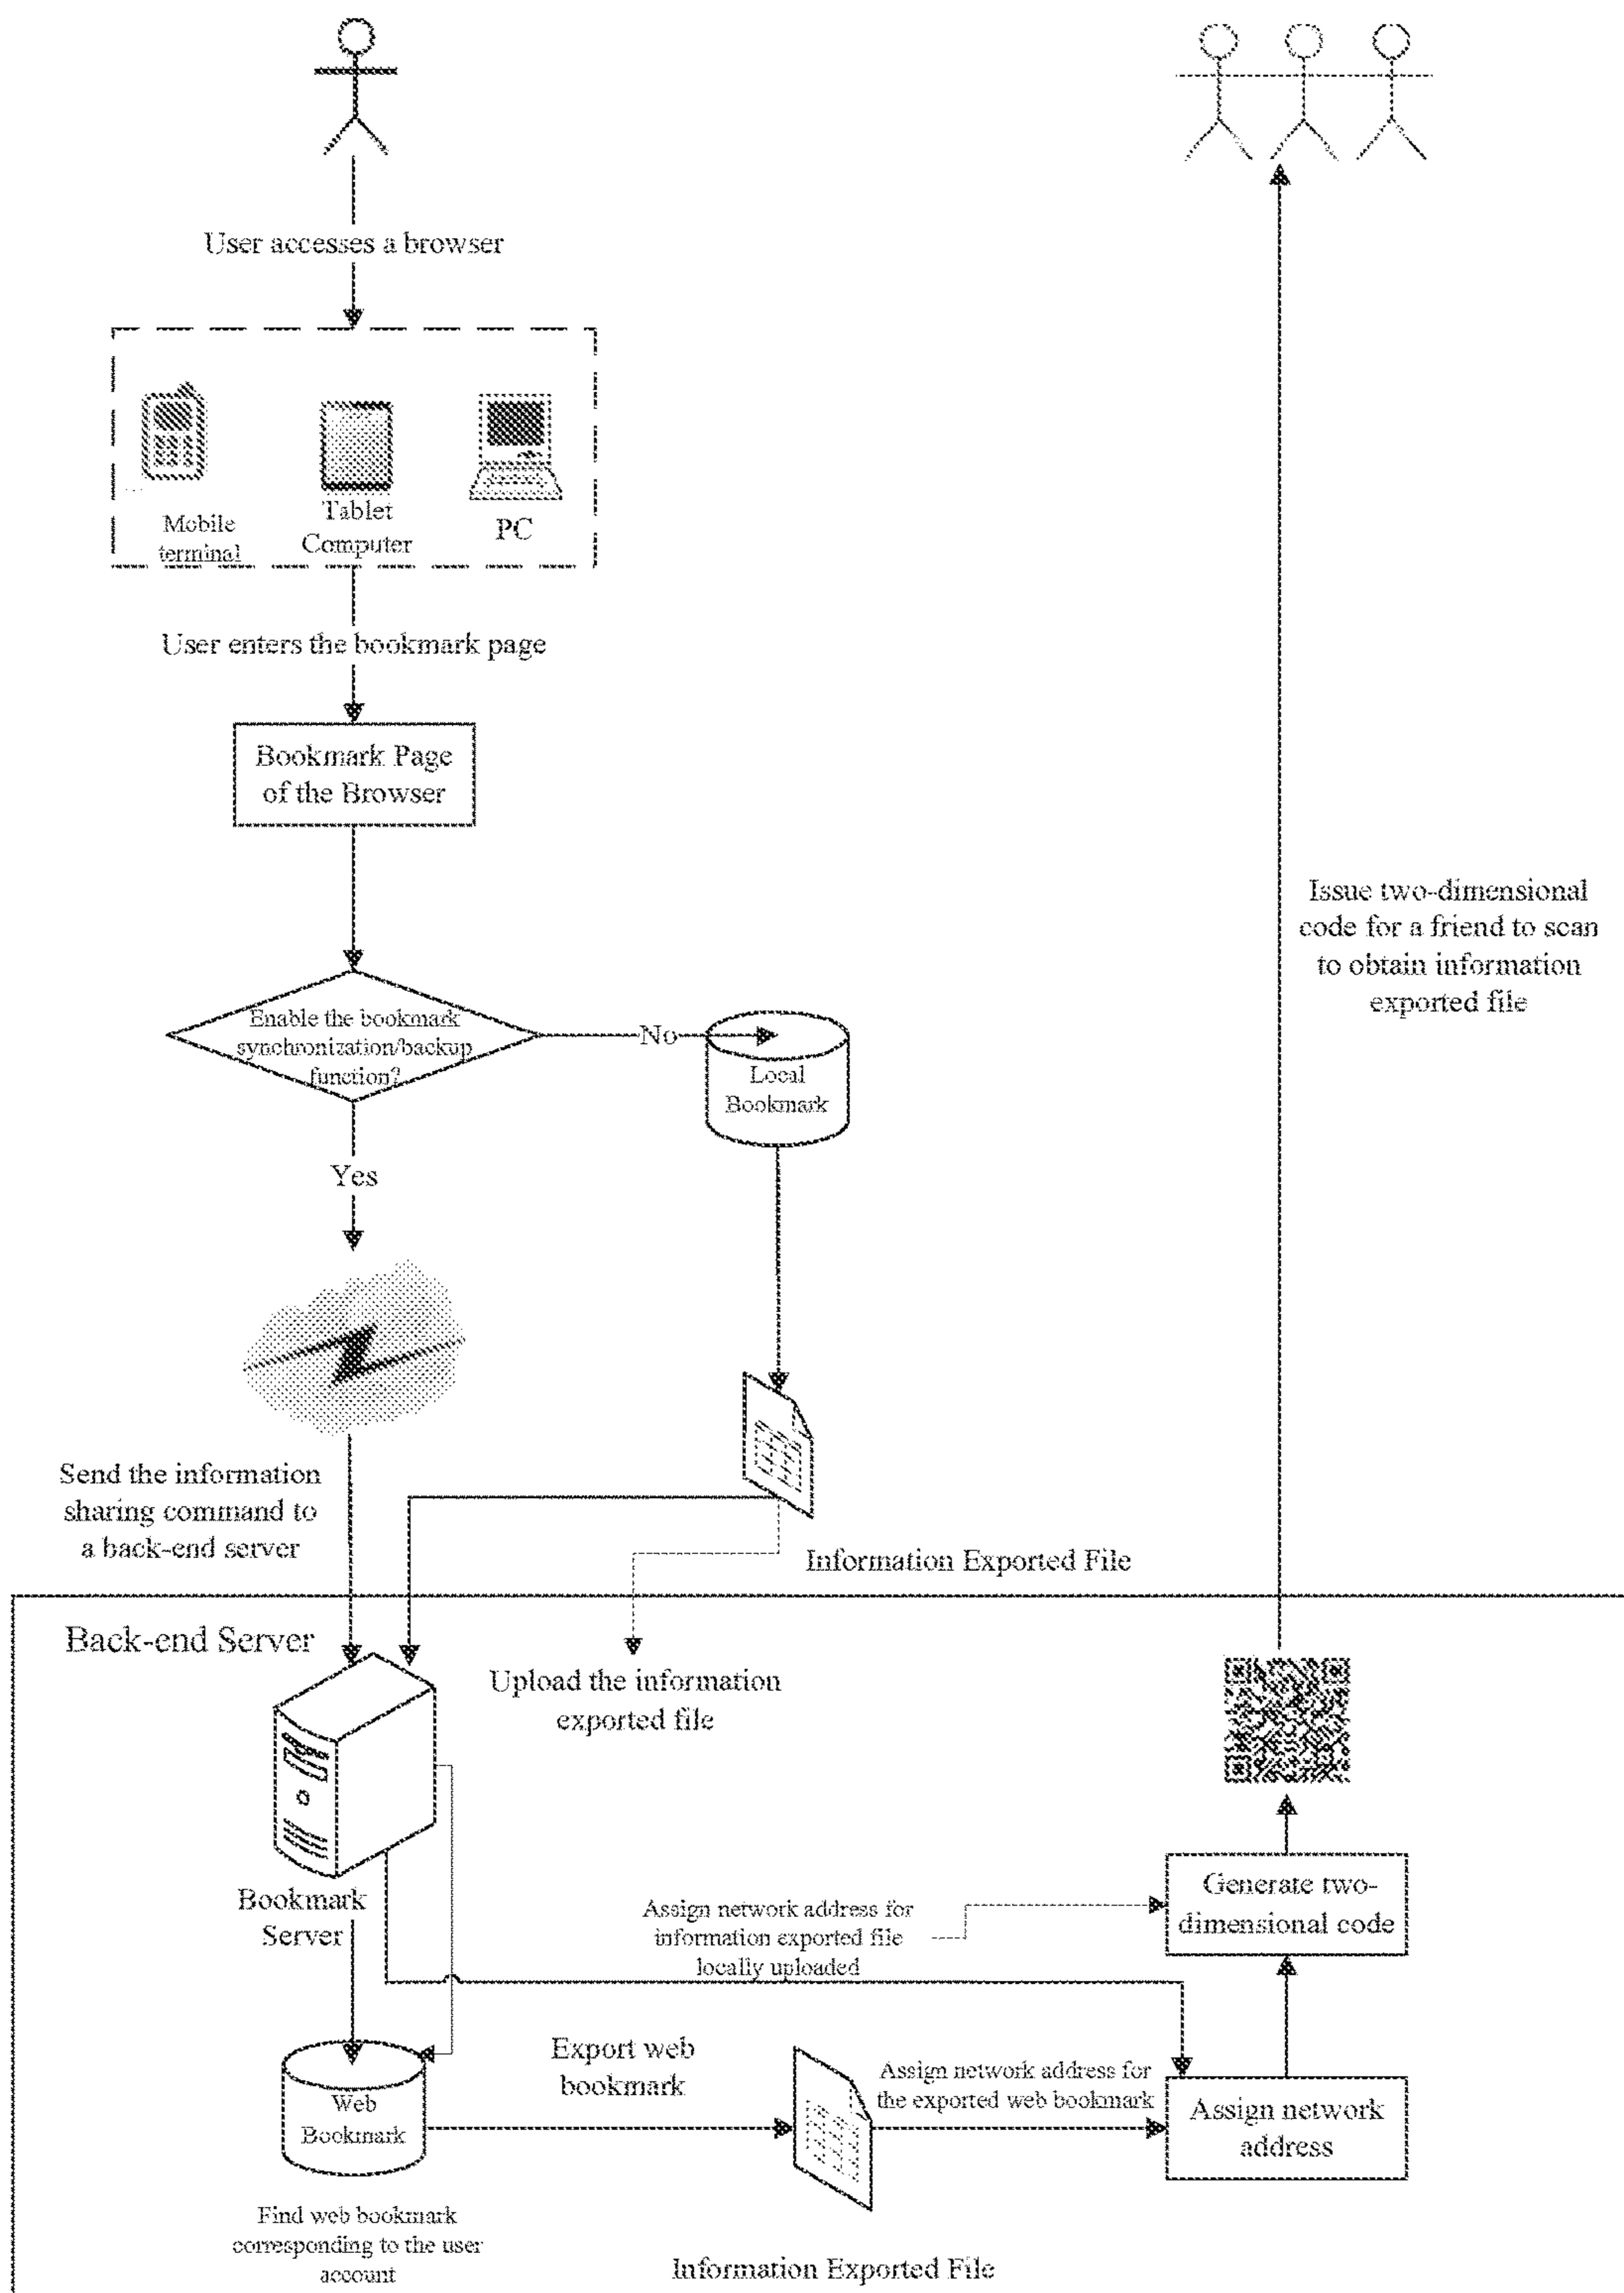 User accesses a browser
Mobile
terminal
Tablet
Computer
PC
User enters the bookmark page
Bookmark Page
of the Browser
Issue two-dimensional
code for a friend to scan
to obtain information
exported file
Enable the bookmark
synchronization/backup
function?
No
Local
Bookmark
Yes
Send the information
sharing command to
a back-end server
Information Exported File
Back-end Server
Upload the information
exported file
Bookmark
Server
Assign network address for
information exported file
locally uploaded
Generate two-
dimensional code
Export web
bookmark
Assign network address for
the exported web bookmark
Assign network
address
Web
Bookmark
Find web bookmark
corresponding to the user
account
Information Exported File